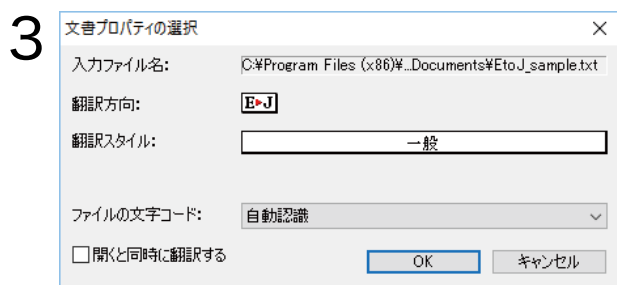 3
文書プロパティの選択
入力ファイル名: C:¥Program Files (x86)¥...Documents¥EtoJ_sample.txt
翻訳方向: E▸J
翻訳スタイル: 一般
ファイルの文字コード: 自動認識
開くと同時に翻訳する OK キャンセル